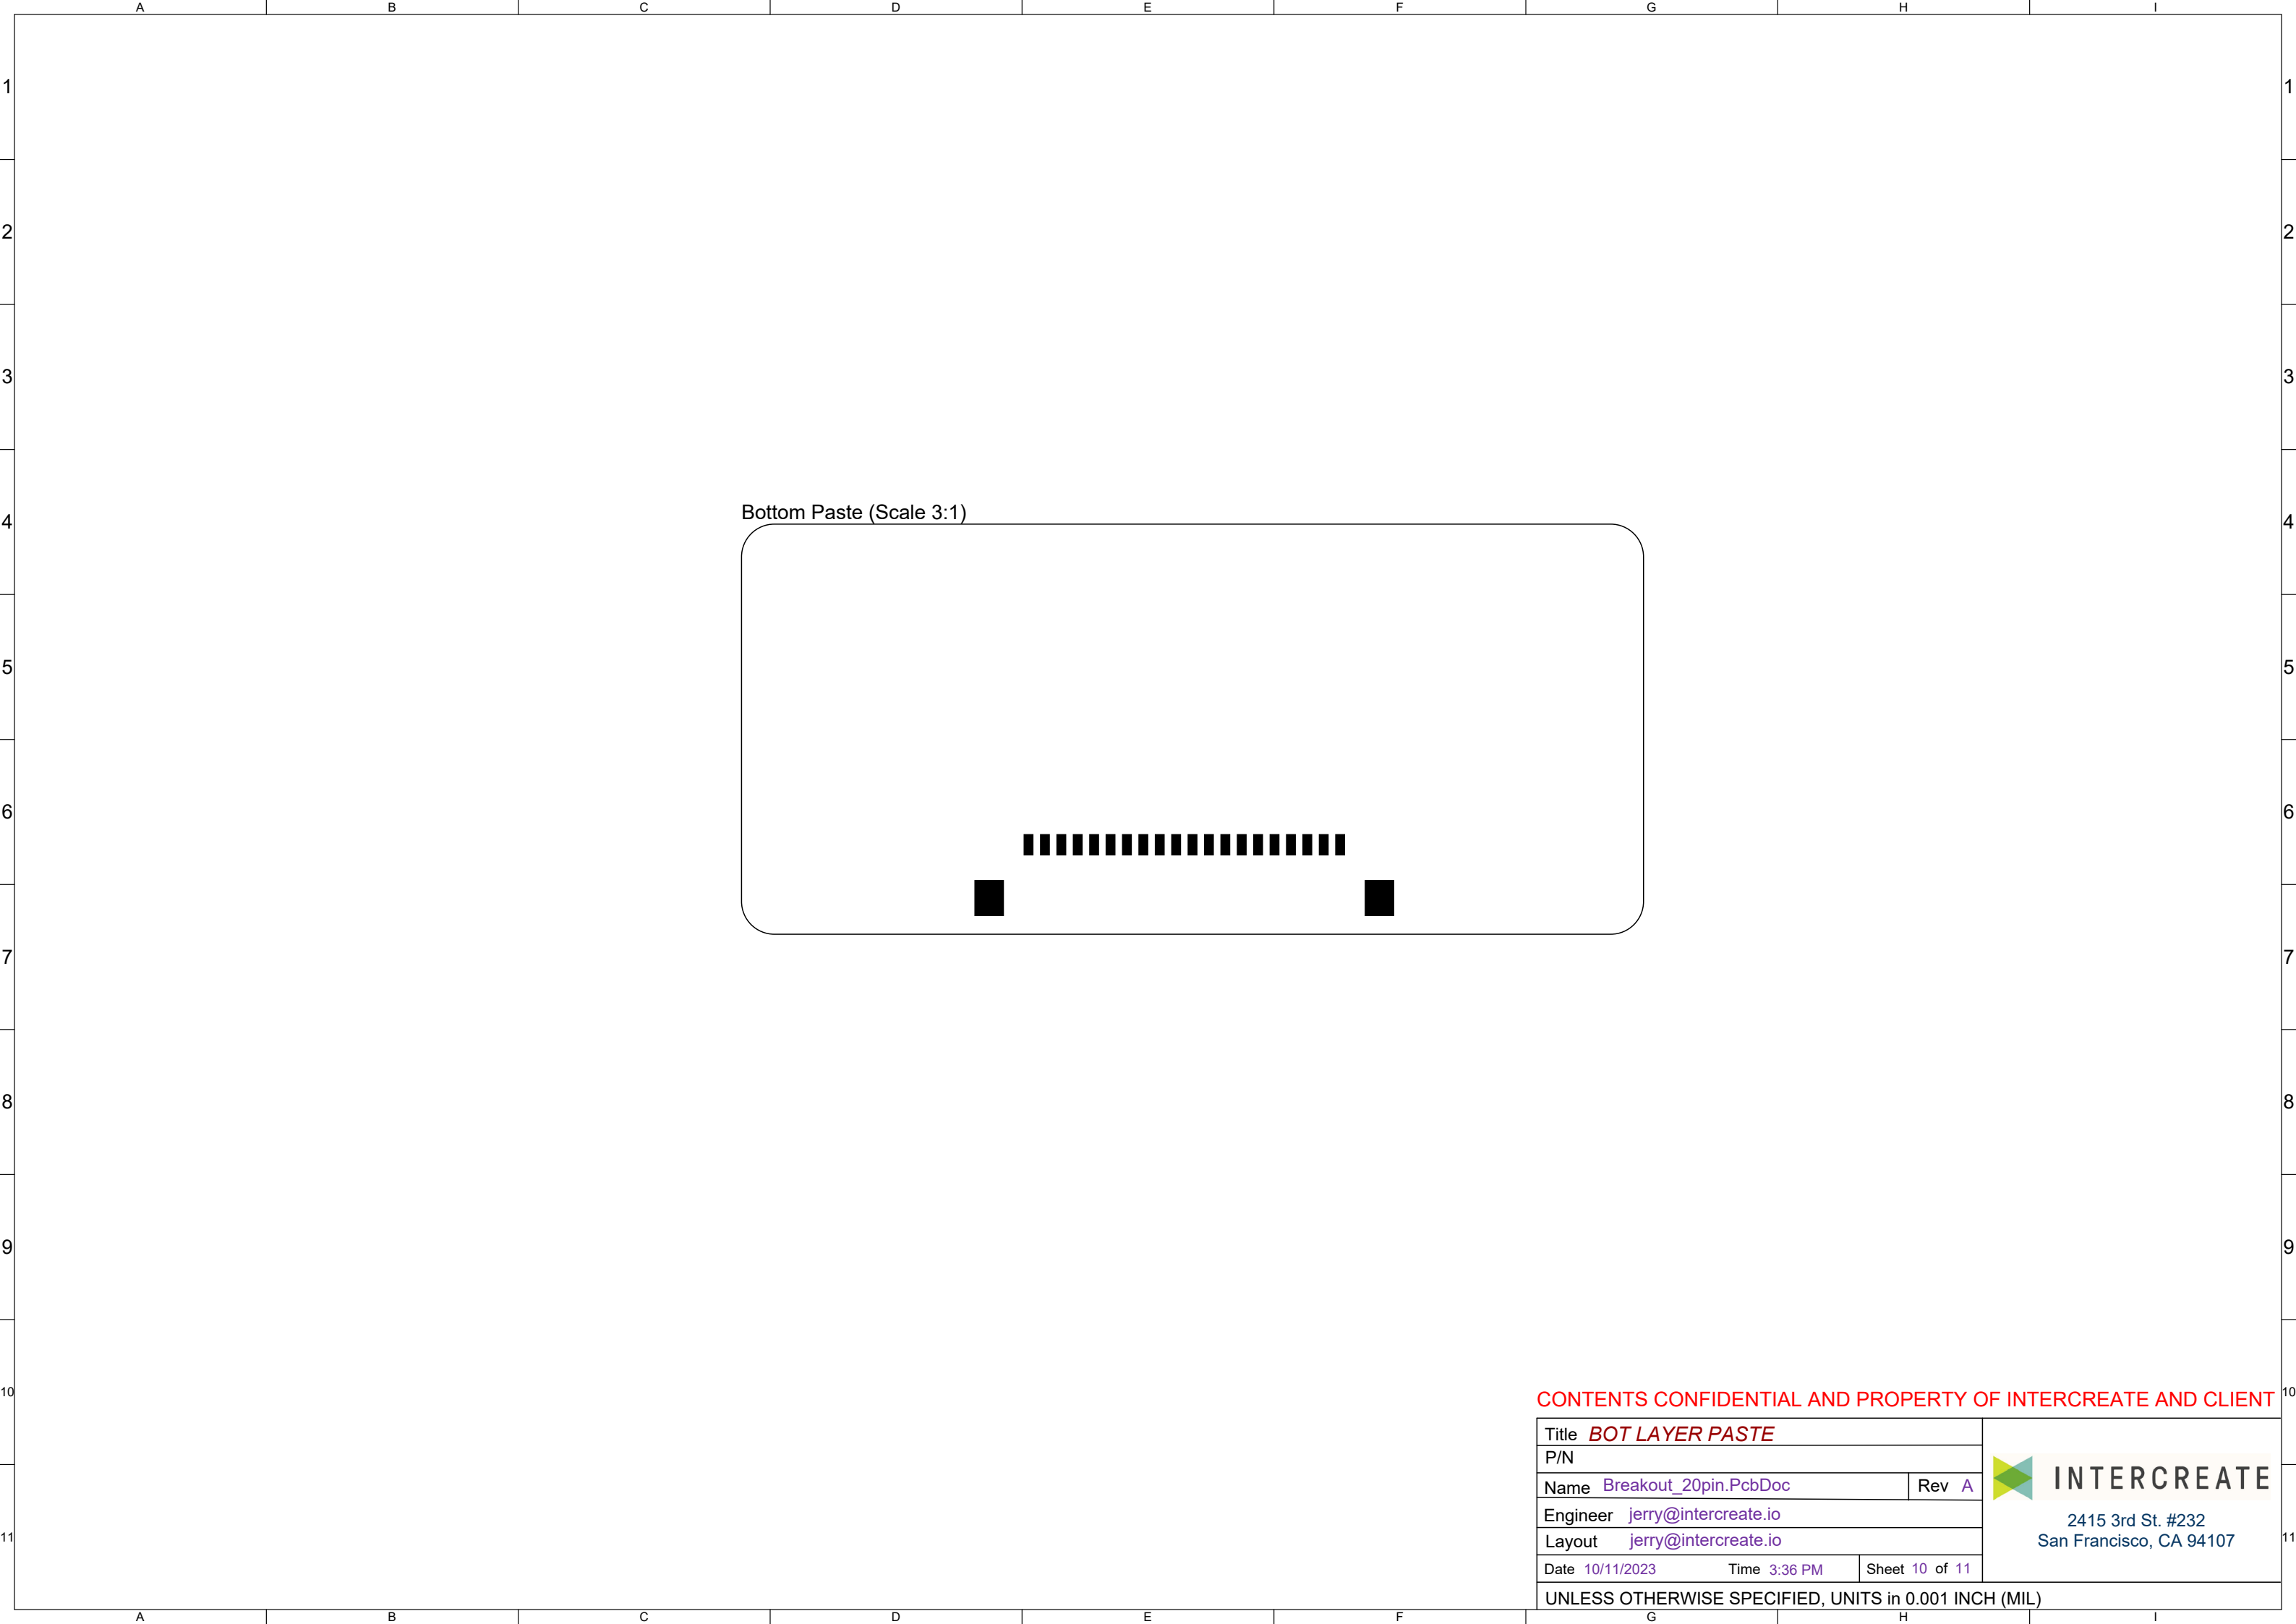 A B C D E F G H I
1 1
2 2
3 3
Bottom Paste (Scale 3:1)
4 4
5 5
6 6
7 7
8 8
9 9
10 10
CONTENTS CONFIDENTIAL AND PROPERTY OF INTERCREATE AND CLIENT
Title BOT LAYER PASTE
P/N
Name Breakout_20pin.PcbDoc Rev A
Engineer jerry@intercreate.io
Layout jerry@intercreate.io
Date 10/11/2023 Time 3:36 PM Sheet 10 of 11
INTERCREATE
2415 3rd St. #232
San Francisco, CA 94107
11 11
UNLESS OTHERWISE SPECIFIED, UNITS in 0.001 INCH (MIL)
A B C D E F G H I